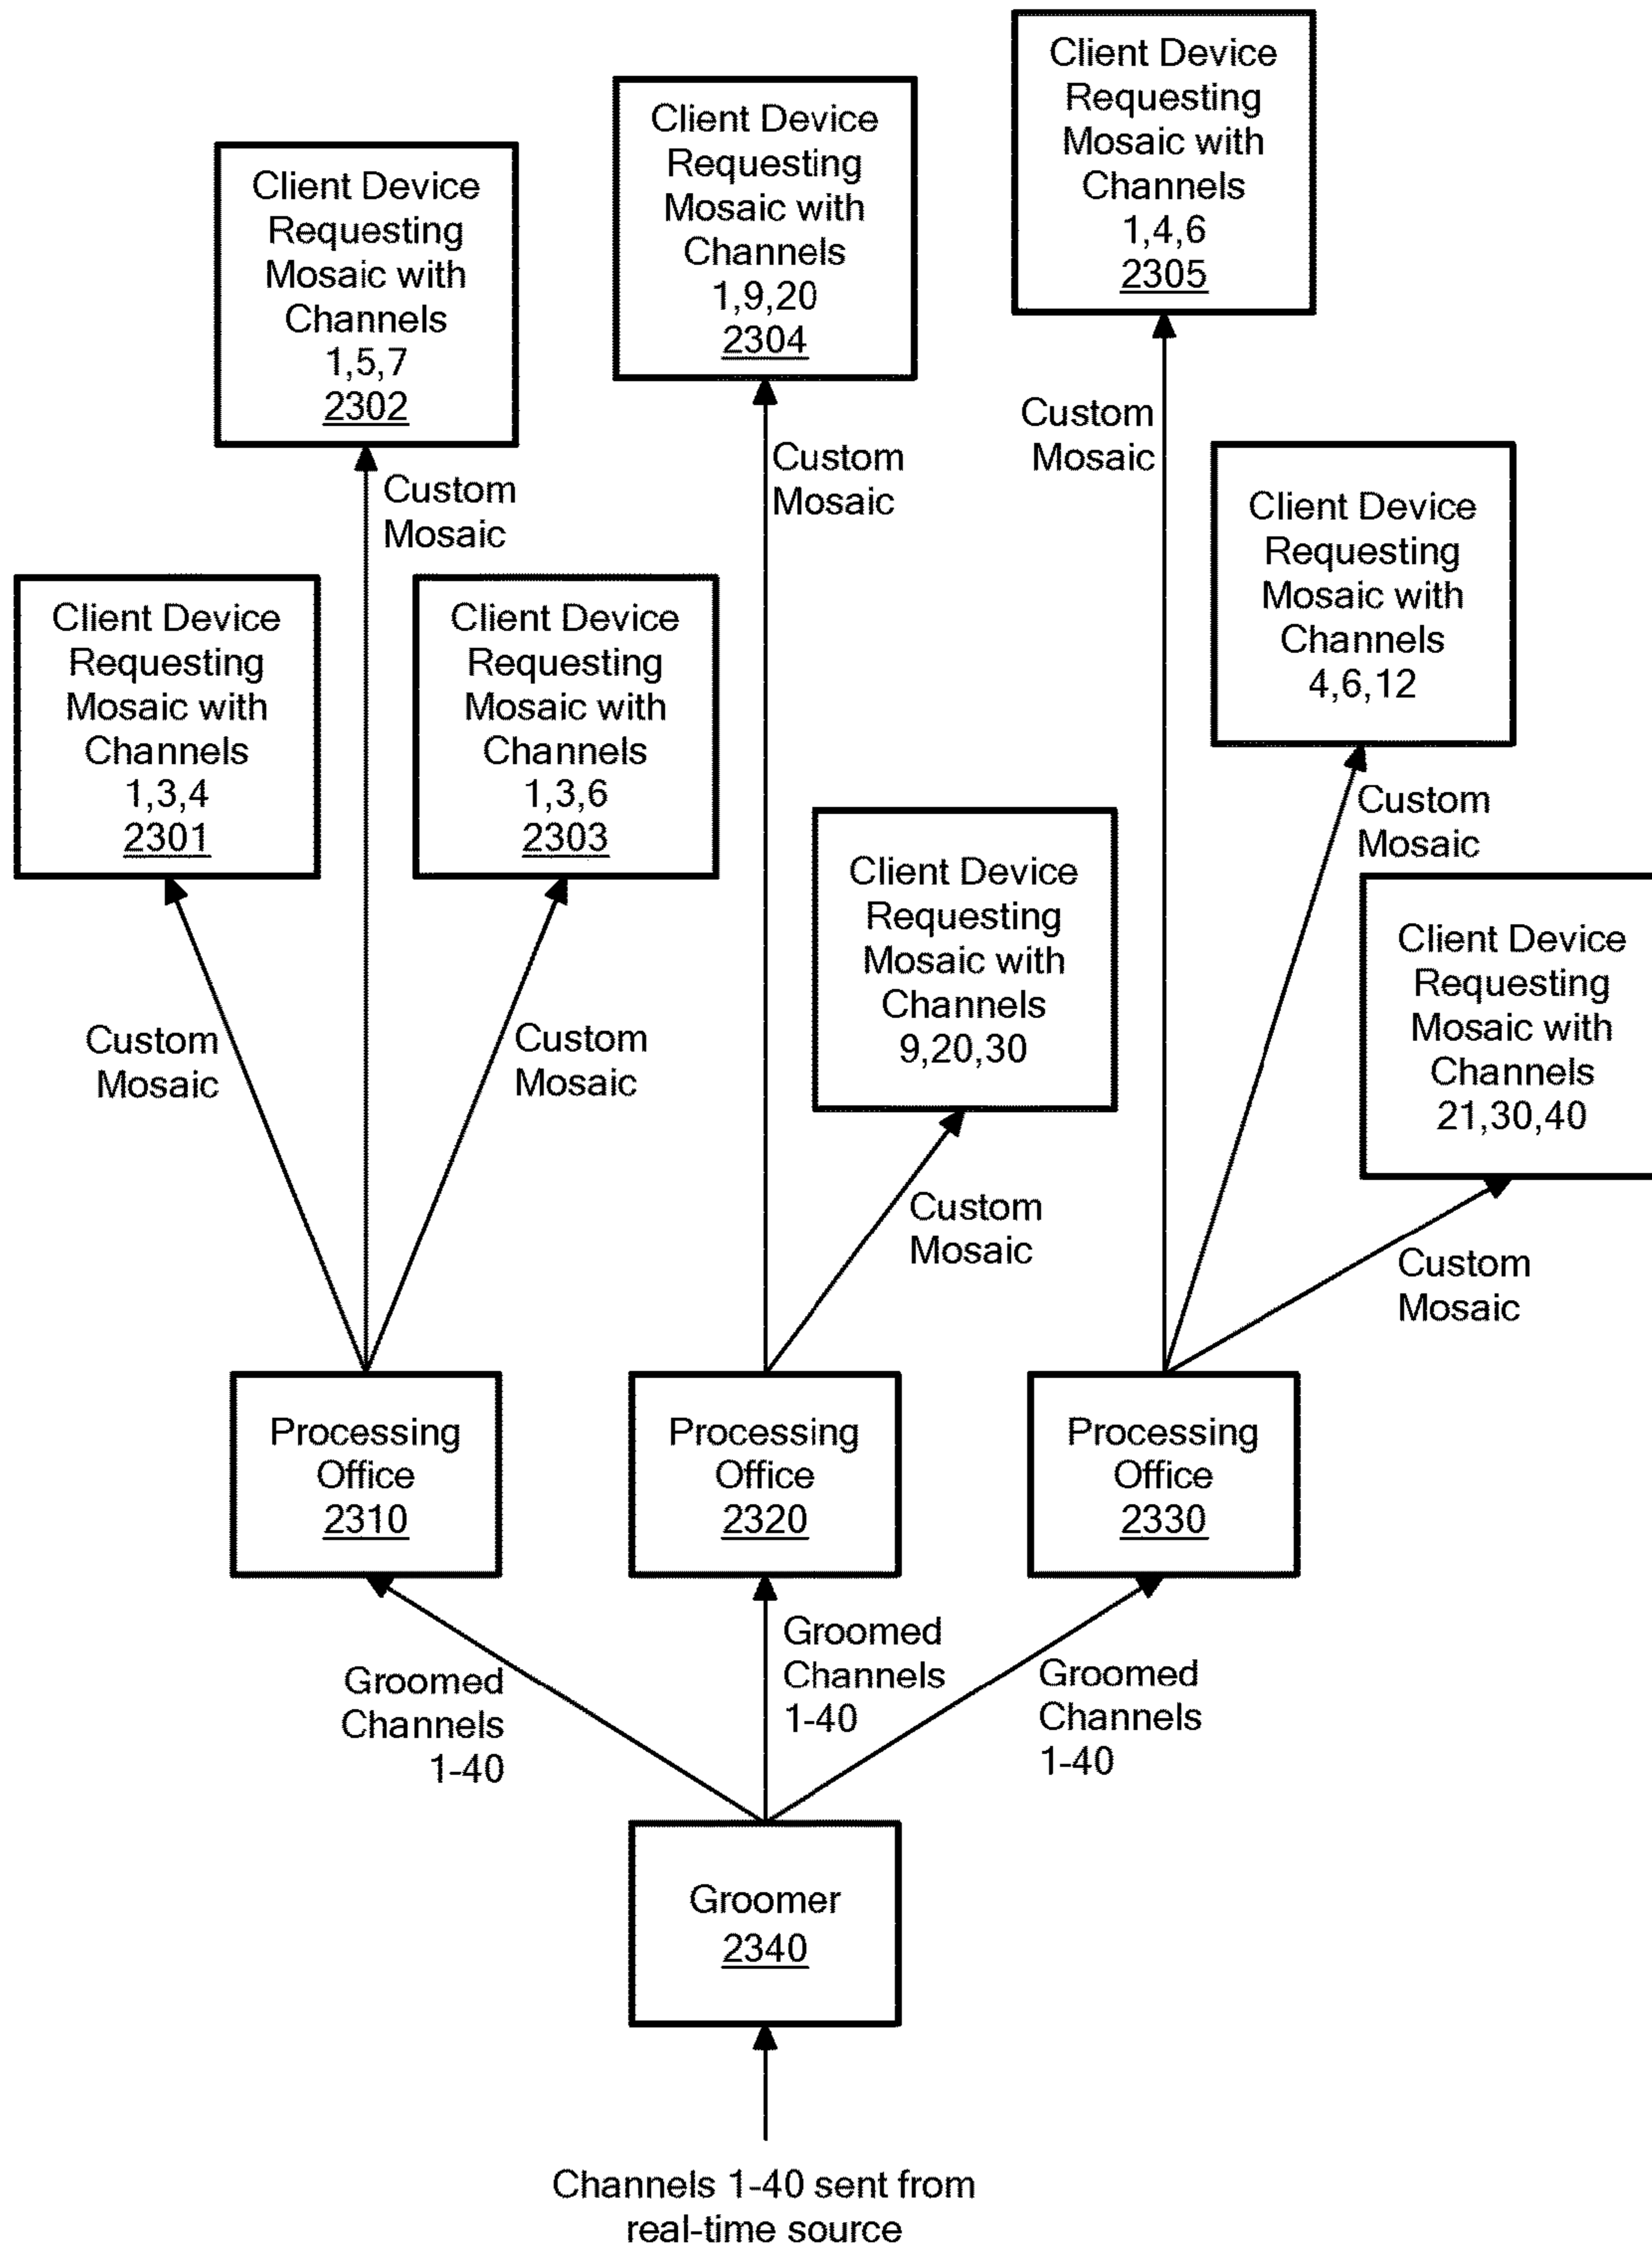 Client Device
Requesting
Mosaic with
Channels
1,4,6
2305
Client Device
Requesting
Mosaic with
Channels
1,9,20
2304
Client Device
Requesting
Mosaic with
Channels
1,5,7
2302
Custom
Mosaic
Custom
Mosaic
Custom
Mosaic
Client Device
Requesting
Mosaic with
Channels
4,6,12
Client Device
Requesting
Mosaic with
Channels
1,3,4
2301
Client Device
Requesting
Mosaic with
Channels
1,3,6
2303
Custom
Mosaic
Client Device
Requesting
Mosaic with
Channels
9,20,30
Client Device
Requesting
Mosaic with
Channels
21,30,40
Custom
Mosaic
Custom
Mosaic
Custom
Mosaic
Custom
Mosaic
Processing
Office
2310
Processing
Office
2320
Processing
Office
2330
Groomed
Channels
1-40
Groomed
Channels
1-40
Groomed
Channels
1-40
Groomer
2340
Channels 1-40 sent from
real-time source